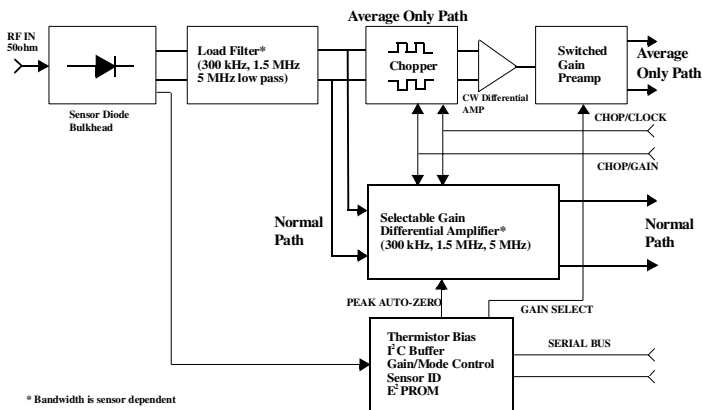 Average Only Path
RF IN
50ohm
Load Filter*
(300 kHz, 1.5 MHz
5 MHz low pass)
Chopper
Switched
Gain
Preamp
Average
Only Path
CW Differential
AMP
Sensor Diode
Bulkhead
CHOP/CLOCK
CHOP/GAIN
Normal
Path
Selectable Gain
Differential Amplifier*
(300 kHz, 1.5 MHz, 5 MHz)
Normal
Path
PEAK AUTO-ZERO
GAIN SELECT
Thermistor Bias
I²C Buffer
Gain/Mode Control
Sensor ID
E² PROM
SERIAL BUS
* Bandwidth is sensor dependent